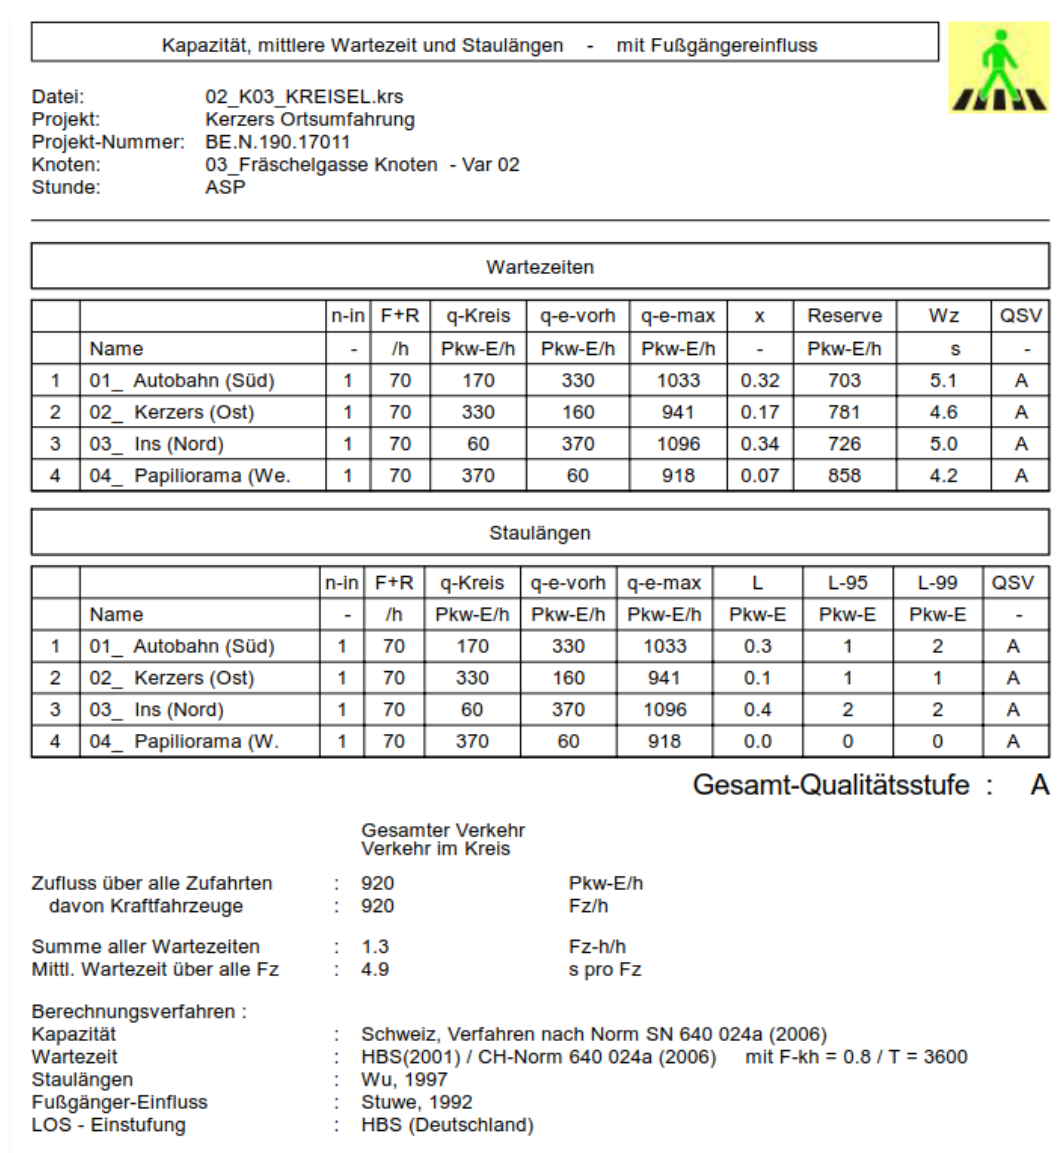 Kapazität, mittlere Wartezeit und Staulängen - mit Fußgängereinfluss
Datei: 02_K03_KREISEL.krs
Projekt: Kerzers Ortsumfahrung
Projekt-Nummer: BE.N.190.17011
Knoten: 03_Fräschelgasse Knoten - Var 02
Stunde: ASP
Wartezeiten
n-in F+R q-Kreis q-e-vorh q-e-max x Reserve Wz QSV
Name - /h Pkw-E/h Pkw-E/h Pkw-E/h - Pkw-E/h s -
1 01_ Autobahn (Süd) 1 70 170 330 1033 0.32 703 5.1 A
2 02_ Kerzers (Ost) 1 70 330 160 941 0.17 781 4.6 A
3 03_ Ins (Nord) 1 70 60 370 1096 0.34 726 5.0 A
4 04_ Papiliorama (We. 1 70 370 60 918 0.07 858 4.2 A
Staulängen
n-in F+R q-Kreis q-e-vorh q-e-max L L-95 L-99 QSV
Name - /h Pkw-E/h Pkw-E/h Pkw-E/h Pkw-E Pkw-E Pkw-E -
1 01_ Autobahn (Süd) 1 70 170 330 1033 0.3 1 2 A
2 02_ Kerzers (Ost) 1 70 330 160 941 0.1 1 1 A
3 03_ Ins (Nord) 1 70 60 370 1096 0.4 2 2 A
4 04_ Papiliorama (W. 1 70 370 60 918 0.0 0 0 A
Gesamt-Qualitätsstufe : A
Gesamter Verkehr
Verkehr im Kreis
Zufluss über alle Zufahrten : 920 Pkw-E/h
davon Kraftfahrzeuge : 920 Fz/h
Summe aller Wartezeiten : 1.3 Fz-h/h
Mittl. Wartezeit über alle Fz : 4.9 s pro Fz
Berechnungsverfahren :
Kapazität : Schweiz, Verfahren nach Norm SN 640 024a (2006)
Wartezeit : HBS(2001) / CH-Norm 640 024a (2006) mit F-kh = 0.8 / T = 3600
Staulängen : Wu, 1997
Fußgänger-Einfluss : Stuwe, 1992
LOS - Einstufung : HBS (Deutschland)